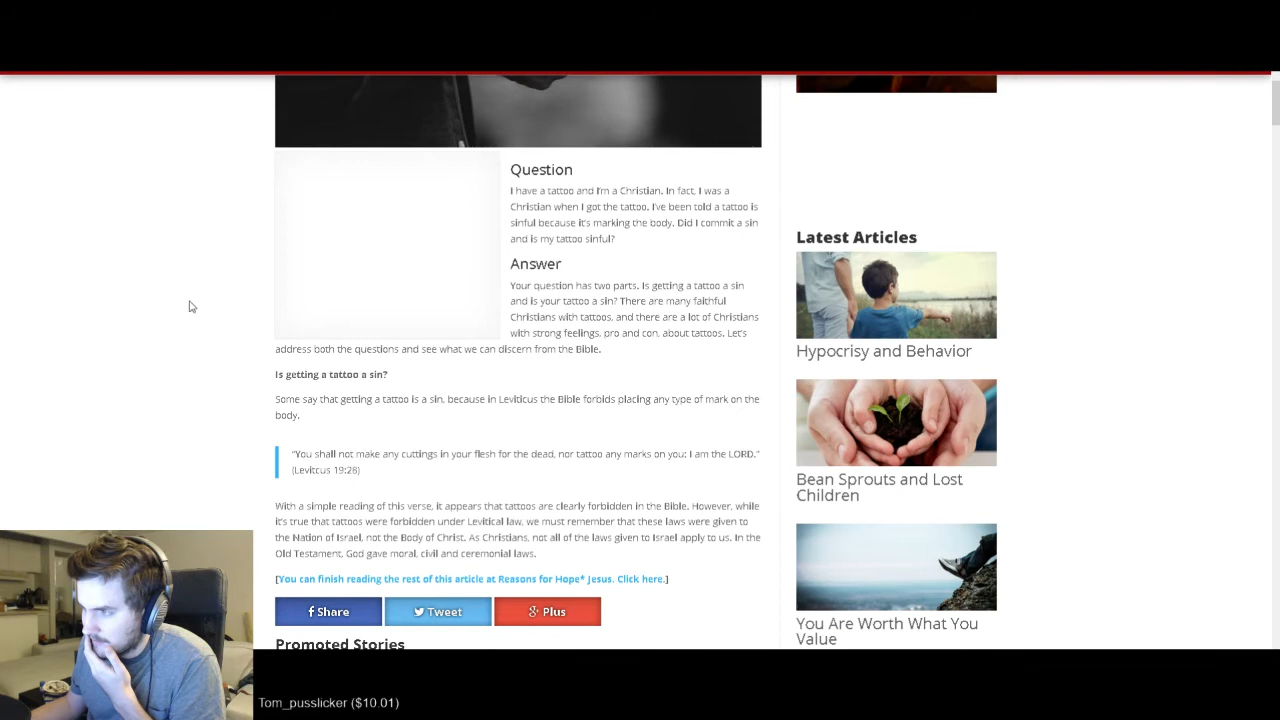 Question
I have a tattoo and I'm a Christian. In fact, I was a
Christian when I got the tattoo. I've been told a tattoo is
sinful because it's marking the body. Did I commit a sin
and is my tattoo sinful?
Answer
Your question has two parts. Is getting a tattoo a sin
and is your tattoo a sin? There are many faithful
Christians with tattoos, and there are a lot of Christians
with strong feelings, pro and con, about tattoos. Let's
address both the questions and see what we can discern from the Bible.
Is getting a tattoo a sin?
Some say that getting a tattoo is a sin, because in Leviticus the Bible forbids placing any type of mark on the
body.
"You shall not make any cuttings in your flesh for the dead, nor tattoo any marks on you: I am the LORD."
(Levitcus 19:28)
With a simple reading of this verse, it appears that tattoos are clearly forbidden in the Bible. However, while
it's true that tattoos were forbidden under Levitical law, we must remember that these laws were given to
the Nation of Israel, not the Body of Christ. As Christians, not all of the laws given to Israel apply to us. In the
Old Testament, God gave moral, civil and ceremonial laws.
[You can finish reading the rest of this article at Reasons for Hope* Jesus. Click here.]
Share
Tweet
Plus
Promoted Stories
Latest Articles
Hypocrisy and Behavior
Bean Sprouts and Lost
Children
You Are Worth What You
Value
Tom_pusslicker ($10.01)